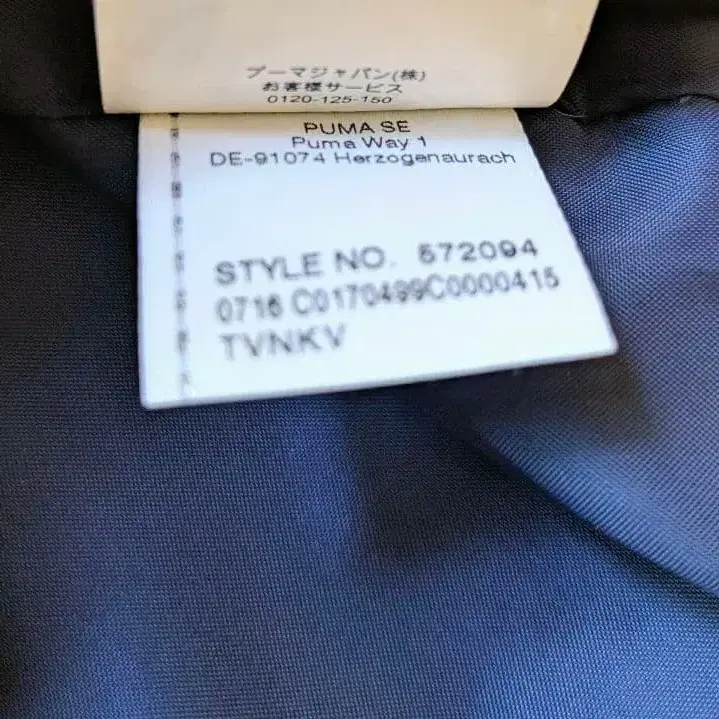 プーマジャパン(株)
お客様サービス
0120-125-150
PUMA SE
Puma Way 1
DE-91074 Herzogenaurach
STYLE NO. 572094
0716 C0170499C0000415
TVNKV